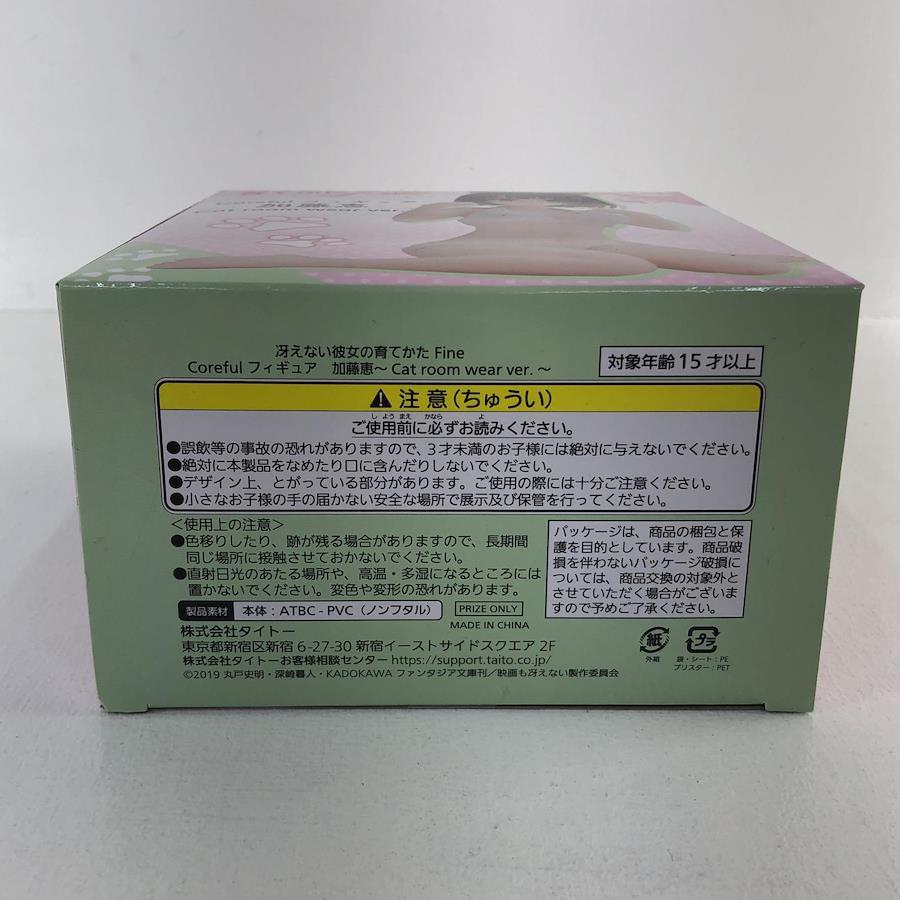 加藤恵
Cat room wear ver.
冴えない彼女の育てかた Fine
Coreful フィギュア 加藤恵～ Cat room wear ver. ～
対象年齢 15 才以上
注 意（ちゅうい）
ご使用前に必ずお読みください。
●誤飲等の事故の恐れがありますので、3才未満のお子様には絶対に与えないでください。
●絶対に本製品をなめたり口に含んだりしないでください。
●デザイン上、とがっている部分があります。ご使用の際には十分ご注意ください。
●小さなお子様の手の届かない安全な場所で展示及び保管を行ってください。
＜使用上の注意＞
●色移りしたり、跡が残る場合がありますので、長期間
同じ場所に接触させておかないでください。
●直射日光のあたる場所や、高温・多湿になるところには
置かないでください。変色や変形の恐れがあります。
パッケージは、商品の梱包と保
護を目的としています。商品破
損を伴わないパッケージ破損に
ついては、商品交換の対象外と
させていただく場合がございま
すので予めご了承ください。
製品素材 本体：ATBC - PVC（ノンフタル）
PRIZE ONLY
MADE IN CHINA
株式会社タイトー
東京都新宿区新宿 6-27-30 新宿イーストサイドスクエア 2F
株式会社タイトーお客様相談センター https://support.taito.co.jp/
©2019 丸戸史明・深崎暮人・KADOKAWA ファンタジア文庫刊／映画も冴えない製作委員会
紙
外箱
プラ
袋・シート：PE
ブリスター：PET